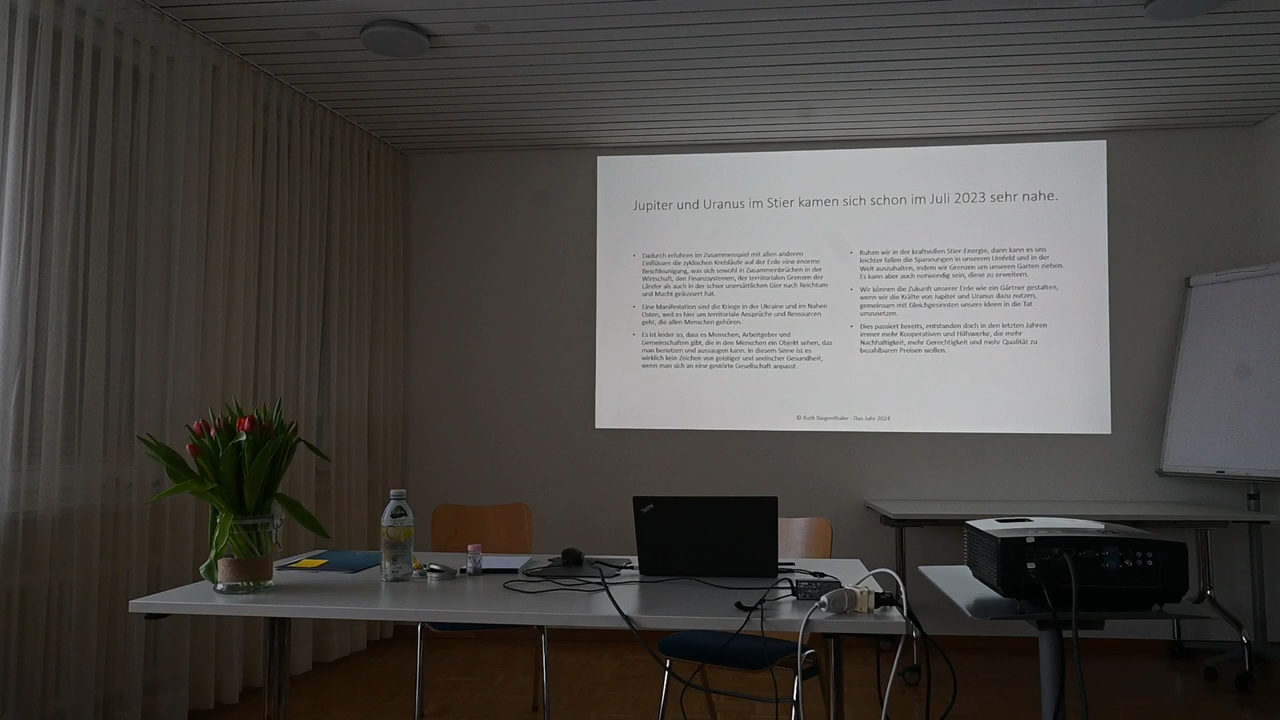 Jupiter und Uranus im Stier kamen sich schon im Juli 2023 sehr nahe.
• Dadurch erfuhren im Zusammenspiel mit allen anderen
Einflüssen die zyklischen Kreisläufe auf der Erde eine enorme
Beschleunigung, was sich sowohl in Zusammenbrüchen in der
Wirtschaft, den Finanzsystemen, der territorialen Grenzen der
Länder als auch in der schier unersättlichen Gier nach Reichtum
und Macht geäussert hat.
• Eine Manifestation sind die Kriege in der Ukraine und im Nahen
Osten, weil es hier um territoriale Ansprüche und Ressourcen
geht, die allen Menschen gehören.
• Es ist leider so, dass es Menschen, Arbeitgeber und
Gemeinschaften gibt, die in den Menschen ein Objekt sehen, das
man benutzen und aussaugen kann. In diesem Sinne ist es
wirklich kein Zeichen von geistiger und seelischer Gesundheit,
wenn man sich an eine gestörte Gesellschaft anpasst.
• Ruhen wir in der kraftvollen Stier-Energie, dann kann es uns
leichter fallen die Spannungen in unserem Umfeld und in der
Welt auszuhalten, indem wir Grenzen um unseren Garten ziehen.
Es kann aber auch notwendig sein, diese zu erweitern.
• Wir können die Zukunft unserer Erde wie ein Gärtner gestalten,
wenn wir die Kräfte von Jupiter und Uranus dazu nutzen,
gemeinsam mit Gleichgesinnten unsere Ideen in die Tat
umzusetzen.
• Dies passiert bereits, entstanden doch in den letzten Jahren
immer mehr Kooperativen und Hilfswerke, die mehr
Nachhaltigkeit, mehr Gerechtigkeit und mehr Qualität zu
bezahlbaren Preisen wollen.
© Ruth Siegenthaler - Das Jahr 2024
ThinkPad